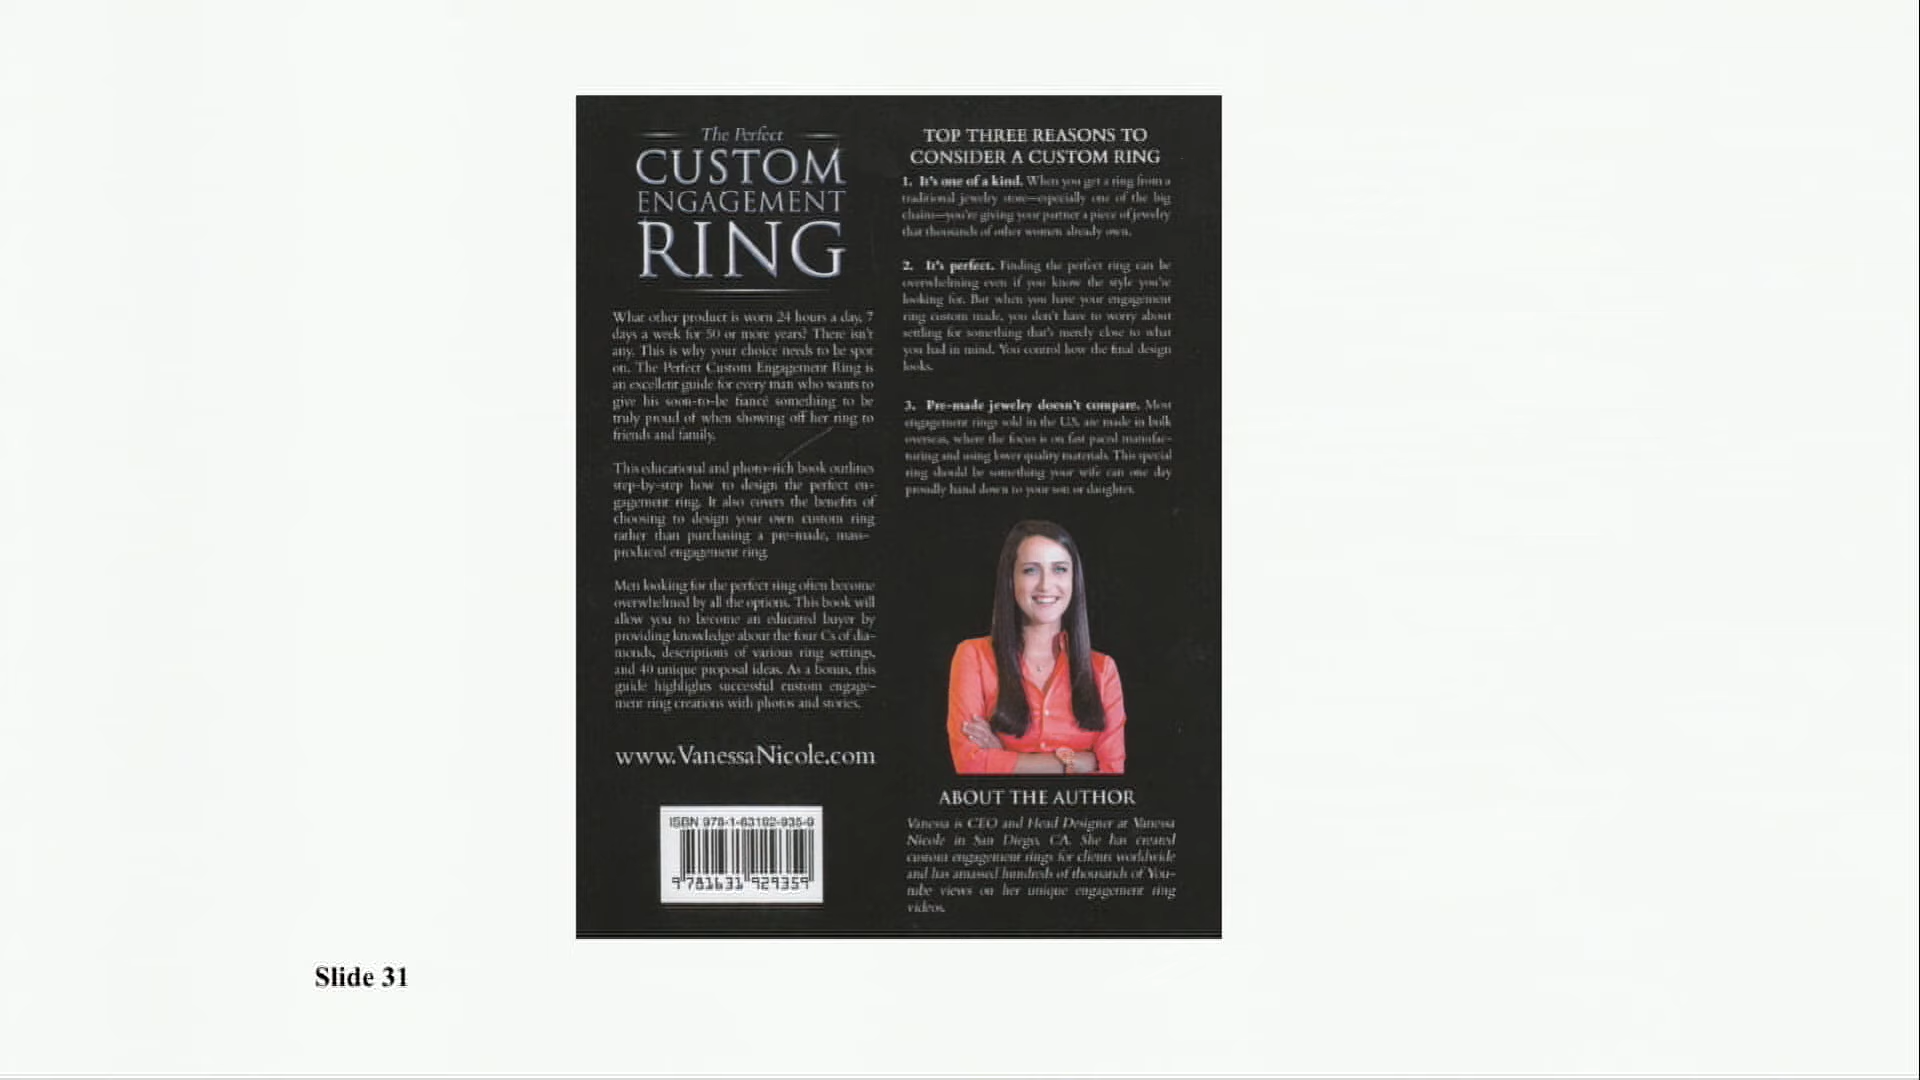 The Perfect
CUSTOM
ENGAGEMENT
RING
What other product is worn 24 hours a day, 7
days a week for 50 or more years? There isn't
any. This is why your choice needs to be spot
on. The Perfect Custom Engagement Ring is
an excellent guide for every man who wants to
give his soon-to-be fiancé something to be
truly proud of when showing off her ring to
friends and family.
This educational and photo-rich book outlines
step-by-step how to design the perfect en-
gagement ring. It also covers the benefits of
choosing to design your own custom ring
rather than purchasing a pre-made, mass-
produced engagement ring.
Men looking for the perfect ring often become
overwhelmed by all the options. This book will
allow you to become an educated buyer by
providing knowledge about the four Cs of dia-
monds, descriptions of various ring settings,
and 40 unique proposal ideas. As a bonus, this
guide highlights successful custom engage-
ment ring creations with photos and stories.
www.VanessaNicole.com
ISBN 978-1-63192-935-9
9 781631 929359
TOP THREE REASONS TO
CONSIDER A CUSTOM RING
1. It's one of a kind. When you get a ring from a
traditional jewelry store—especially one of the big
chains—you're giving your partner a piece of jewelry
that thousands of other women already own.
2. It's perfect. Finding the perfect ring can be
overwhelming even if you know the style you're
looking for. But when you have your engagement
ring custom made, you don't have to worry about
settling for something that's merely close to what
you had in mind. You control how the final design
looks.
3. Pre-made jewelry doesn't compare. Most
engagement rings sold in the U.S. are made in bulk
overseas, where the focus is on fast paced manufac-
turing and using lower quality materials. This special
ring should be something your wife can one day
proudly hand down to your son or daughter.
ABOUT THE AUTHOR
Vanessa is CEO and Head Designer at Vanessa
Nicole in San Diego, CA. She has created
custom engagement rings for clients worldwide
and has amassed hundreds of thousands of You-
tube views on her unique engagement ring
videos.
Slide 31